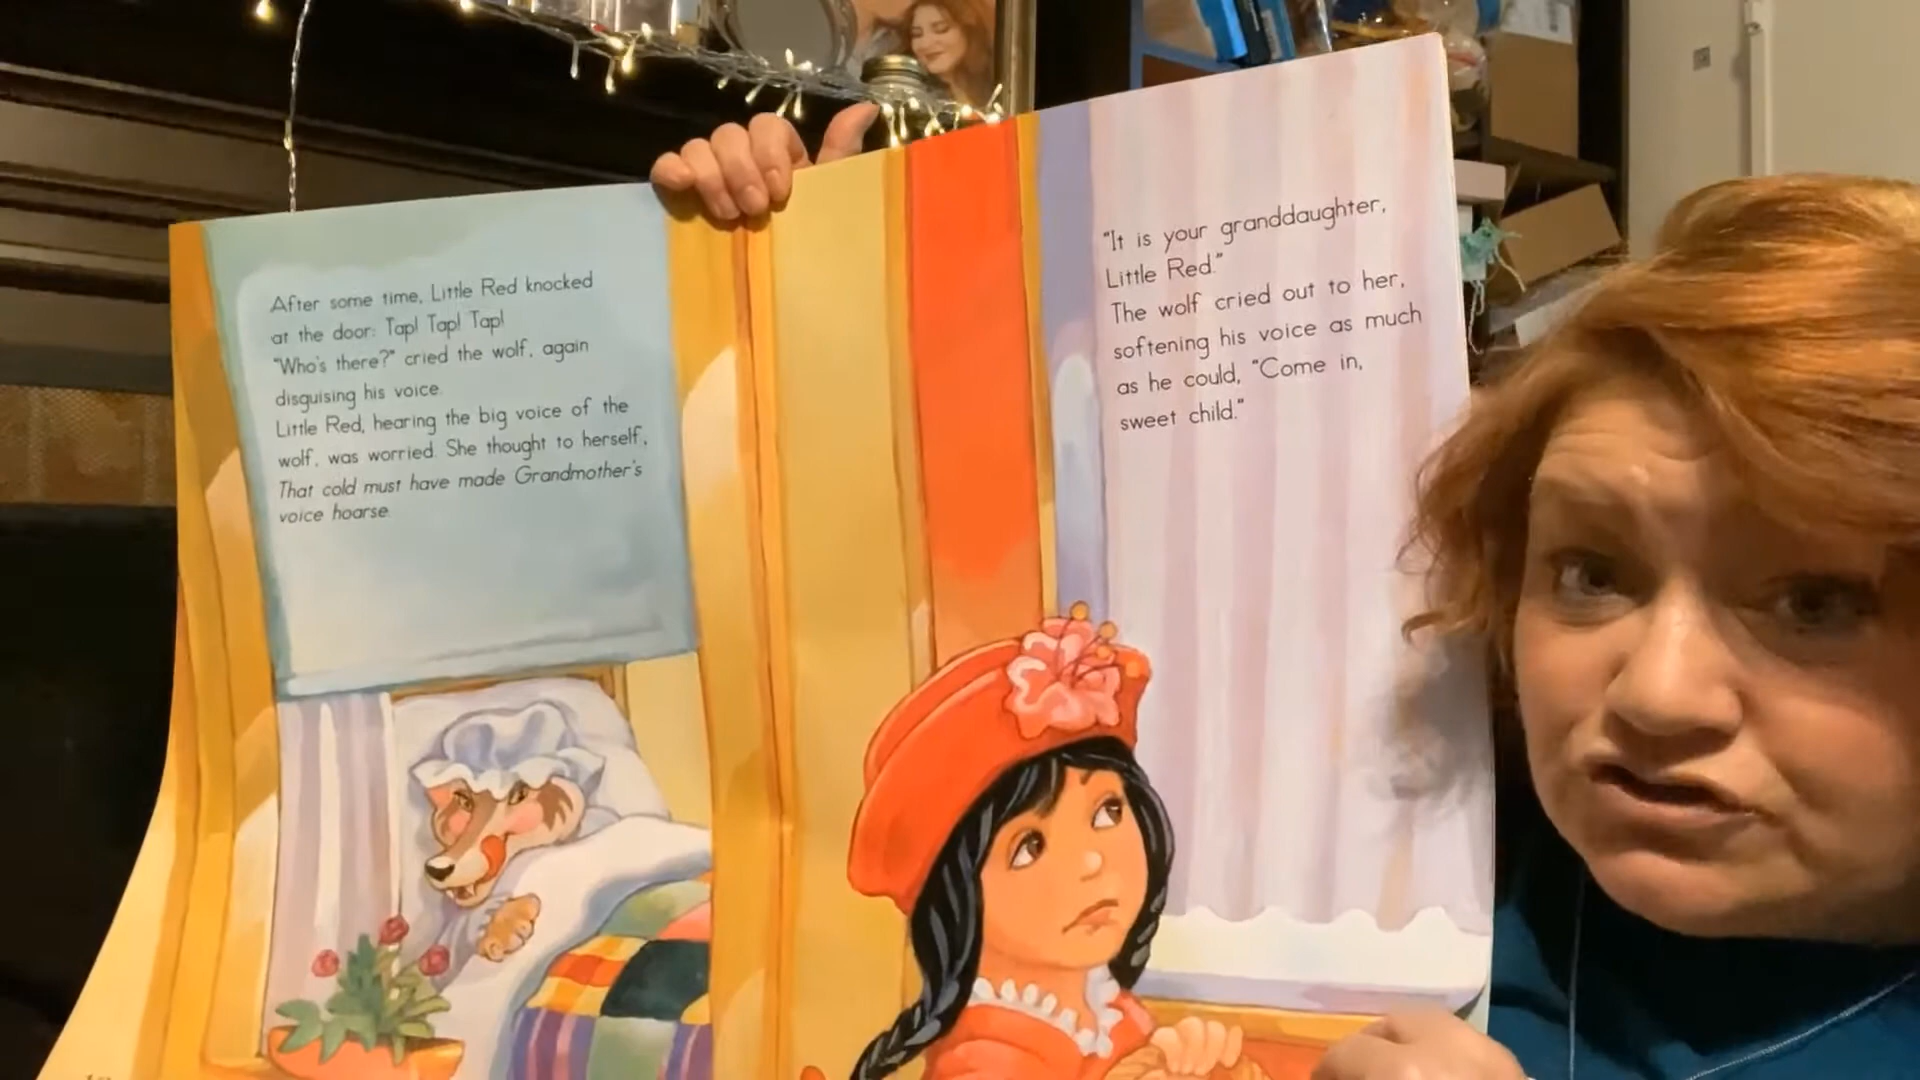 After some time, Little Red knocked
at the door: Tap! Tap! Tap!
"Who's there?" cried the wolf, again
disguising his voice.
Little Red, hearing the big voice of the
wolf, was worried. She thought to herself,
That cold must have made Grandmother's
voice hoarse.
"It is your granddaughter,
Little Red."
The wolf cried out to her,
softening his voice as much
as he could, "Come in,
sweet child."